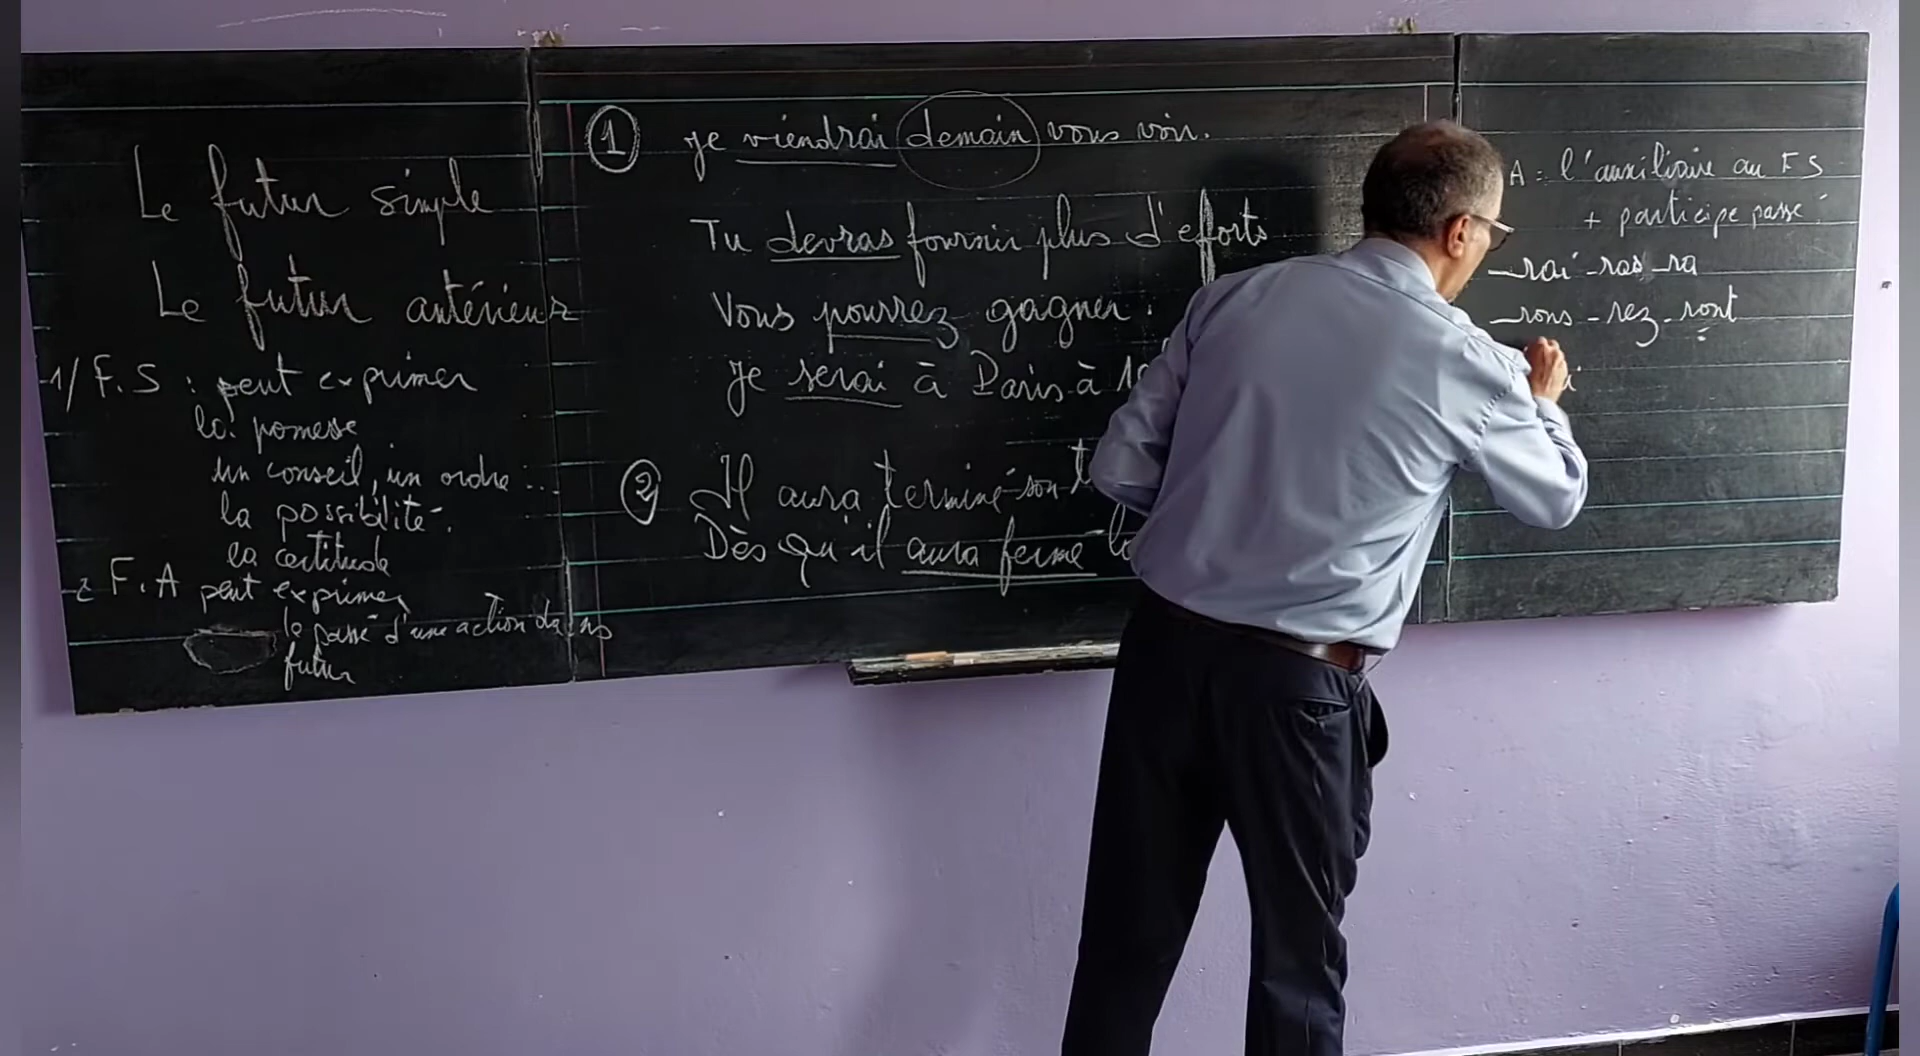 Le futur simple
Le futur antérieur
1/ F.S : peut exprimer
la pomesse
un conseil, un ordre ...
la possibilité.
la certitude
2 F.A peut exprimer
le passé d'une action dans
futur
1 je viendrai demain vous voir.
Tu devras fournir plus d'eforts
Vous pourrez gagner.
Je serai à Paris à 10
2 Il aura terminé son t
Dès qu'il aura fermé
A = l'auxiliaire au F S
+ participe passé
-rai -ras -ra
-rons -rez -ront